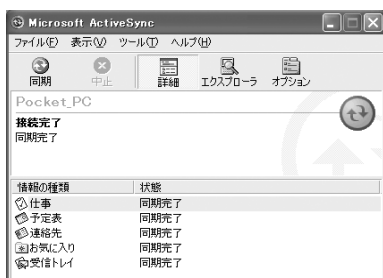 Microsoft ActiveSync
ファイル(F) 表示(V) ツール(T) ヘルプ(H)
同期 中止 詳細 エクスプローラ オプション
Pocket_PC
接続完了
同期完了
情報の種類 状態
仕事 同期完了
予定表 同期完了
連絡先 同期完了
お気に入り 同期完了
受信トレイ 同期完了